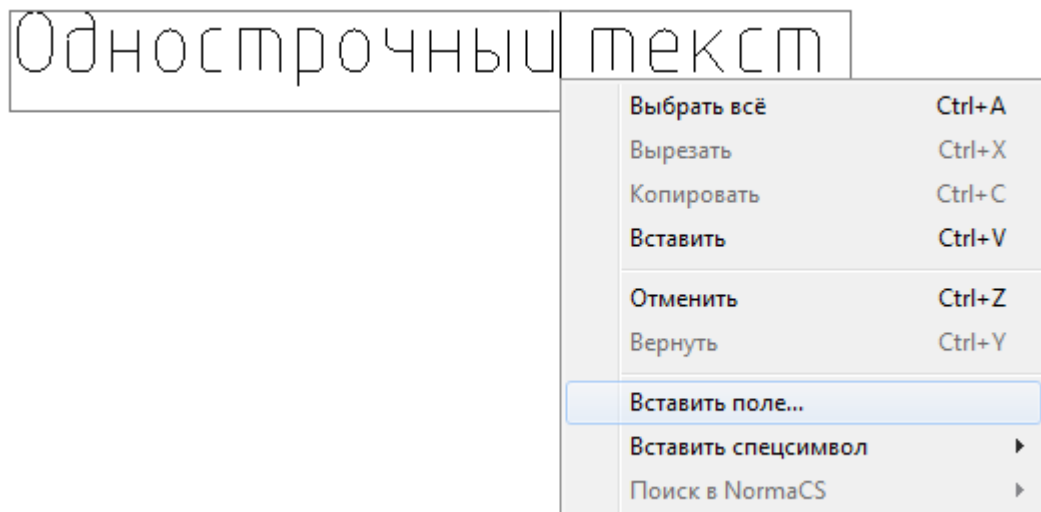 Однострочный текст
Выбрать всё Ctrl+A
Вырезать Ctrl+X
Копировать Ctrl+C
Вставить Ctrl+V
Отменить Ctrl+Z
Вернуть Ctrl+Y
Вставить поле...
Вставить спецсимвол
Поиск в NormaCS